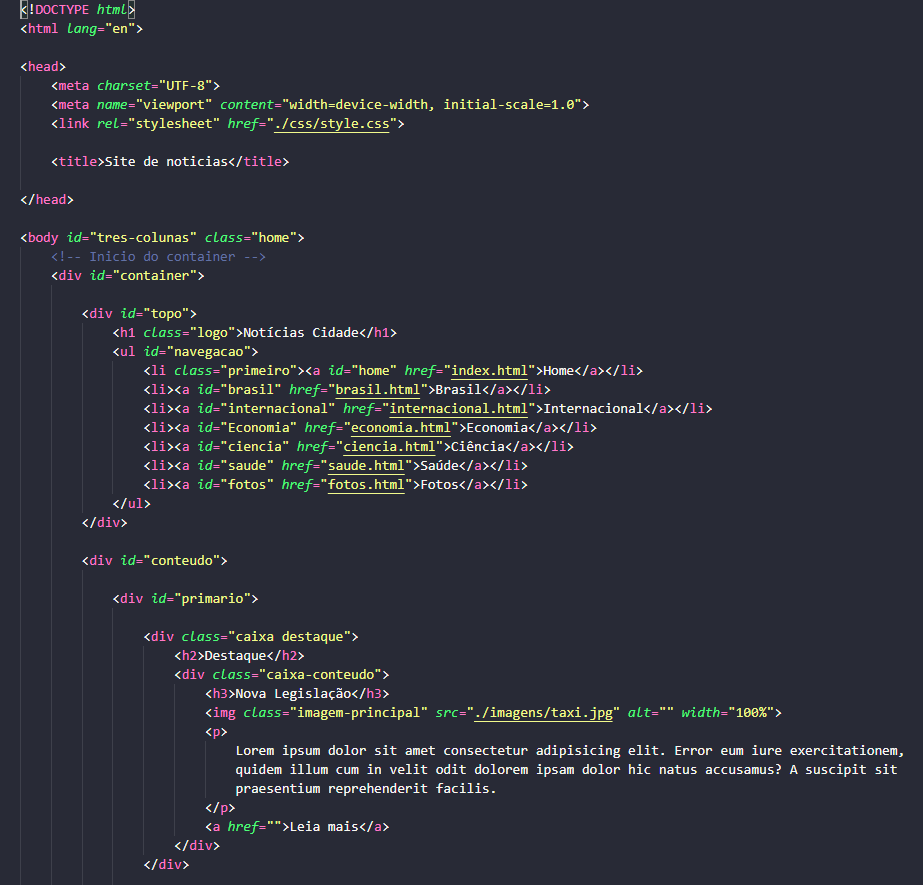 <!DOCTYPE html>
<html lang="en">
<head>
<meta charset="UTF-8">
<meta name="viewport" content="width=device-width, initial-scale=1.0">
<link rel="stylesheet" href="./css/style.css">
<title>Site de noticias</title>
</head>
<body id="tres-colunas" class="home">
<!-- Inicio do container -->
<div id="container">
<div id="topo">
<h1 class="logo">Notícias Cidade</h1>
<ul id="navegacao">
<li class="primeiro"><a id="home" href="index.html">Home</a></li>
<li><a id="brasil" href="brasil.html">Brasil</a></li>
<li><a id="internacional" href="internacional.html">Internacional</a></li>
<li><a id="Economia" href="economia.html">Economia</a></li>
<li><a id="ciencia" href="ciencia.html">Ciência</a></li>
<li><a id="saude" href="saude.html">Saúde</a></li>
<li><a id="fotos" href="fotos.html">Fotos</a></li>
</ul>
</div>
<div id="conteudo">
<div id="primario">
<div class="caixa destaque">
<h2>Destaque</h2>
<div class="caixa-conteudo">
<h3>Nova Legislação</h3>
<img class="imagem-principal" src="./imagens/taxi.jpg" alt="" width="100%">
<p>
Lorem ipsum dolor sit amet consectetur adipisicing elit. Error eum iure exercitationem,
quidem illum cum in velit odit dolorem ipsam dolor hic natus accusamus? A suscipit sit
praesentium reprehenderit facilis.
</p>
<a href="">Leia mais</a>
</div>
</div>